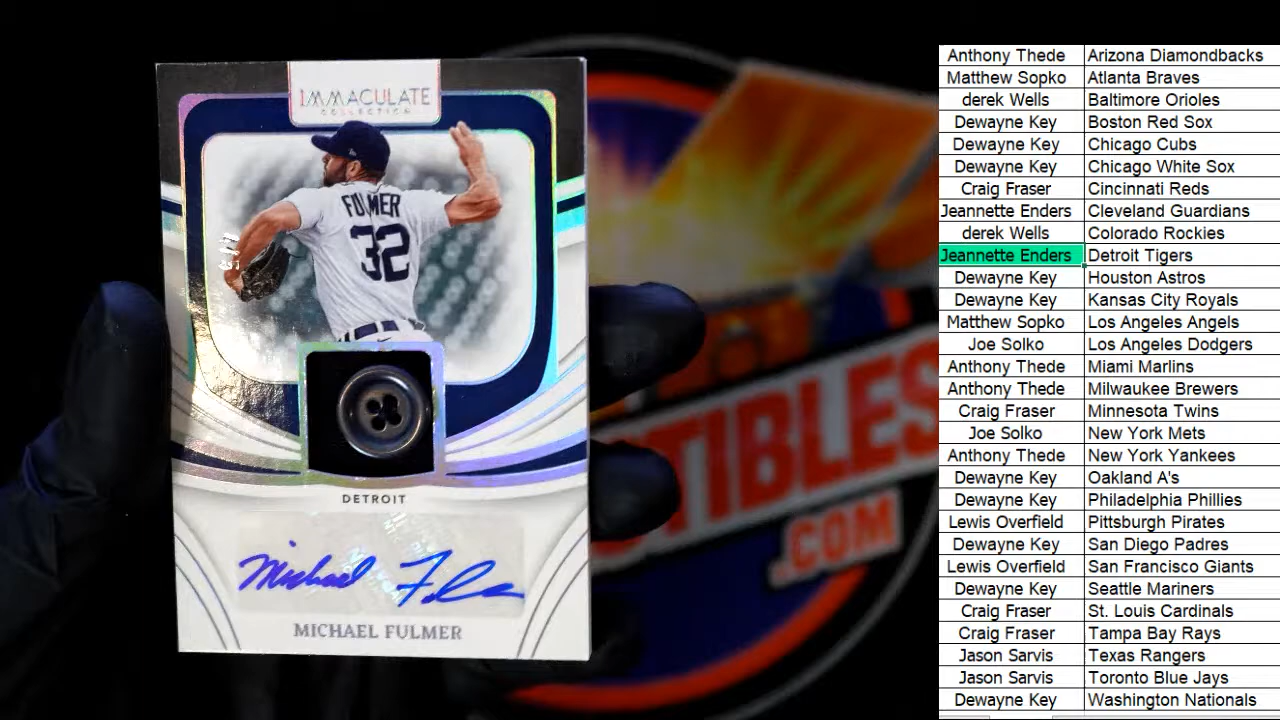 IMMACULATE
COLLECTION
FULMER
32
DETROIT
Michael
MICHAEL FULMER
TIBLES
.COM
Anthony Thede Arizona Diamondbacks
Matthew Sopko Atlanta Braves
derek Wells Baltimore Orioles
Dewayne Key Boston Red Sox
Dewayne Key Chicago Cubs
Dewayne Key Chicago White Sox
Craig Fraser Cincinnati Reds
Jeannette Enders Cleveland Guardians
derek Wells Colorado Rockies
Jeannette Enders Detroit Tigers
Dewayne Key Houston Astros
Dewayne Key Kansas City Royals
Matthew Sopko Los Angeles Angels
Joe Solko Los Angeles Dodgers
Anthony Thede Miami Marlins
Anthony Thede Milwaukee Brewers
Craig Fraser Minnesota Twins
Joe Solko New York Mets
Anthony Thede New York Yankees
Dewayne Key Oakland A's
Dewayne Key Philadelphia Phillies
Lewis Overfield Pittsburgh Pirates
Dewayne Key San Diego Padres
Lewis Overfield San Francisco Giants
Dewayne Key Seattle Mariners
Craig Fraser St. Louis Cardinals
Craig Fraser Tampa Bay Rays
Jason Sarvis Texas Rangers
Jason Sarvis Toronto Blue Jays
Dewayne Key Washington Nationals